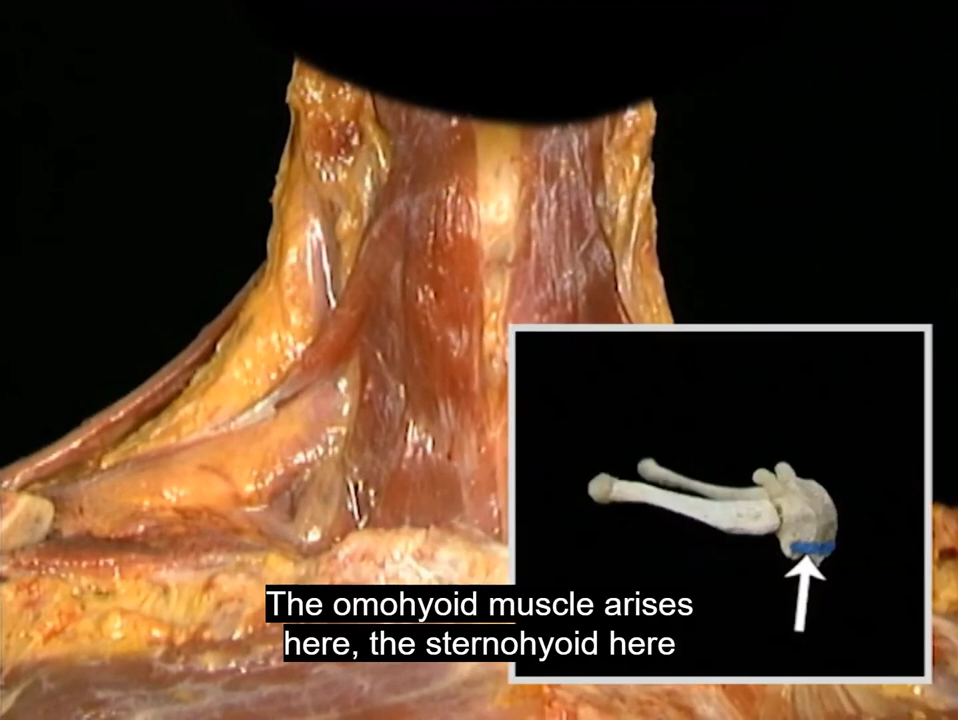 The omohyoid muscle arises
here, the sternohyoid here